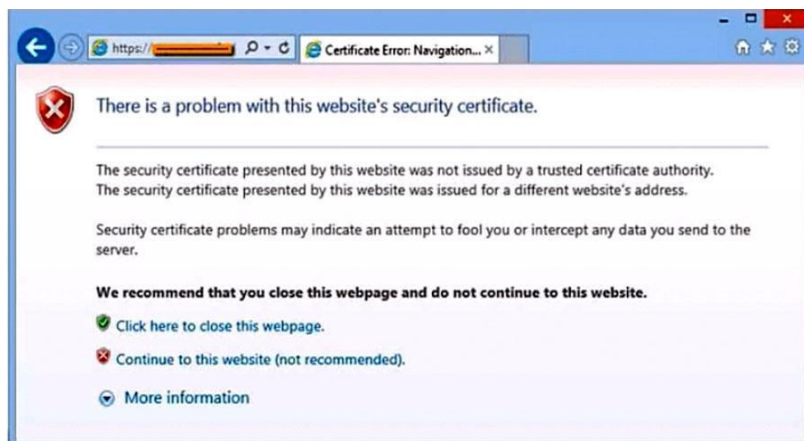 https://
Certificate Error: Navigation...
There is a problem with this website's security certificate.
The security certificate presented by this website was not issued by a trusted certificate authority.
The security certificate presented by this website was issued for a different website's address.
Security certificate problems may indicate an attempt to fool you or intercept any data you send to the
server.
We recommend that you close this webpage and do not continue to this website.
Click here to close this webpage.
Continue to this website (not recommended).
More information